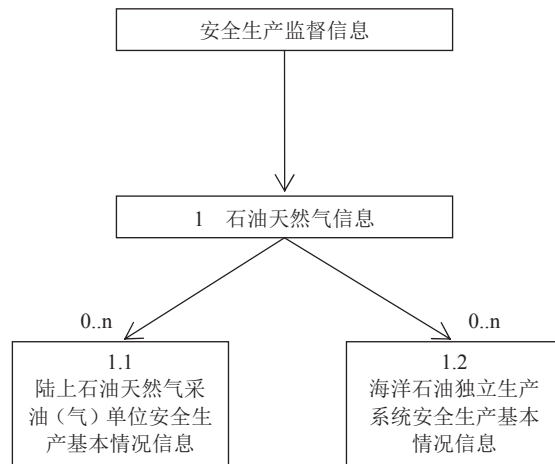 安全生产监督信息
1 石油天然气信息
0..n
0..n
1.1
陆上石油天然气采
油（气）单位安全生
产基本情况信息
1.2
海洋石油独立生产
系统安全生产基本
情况信息